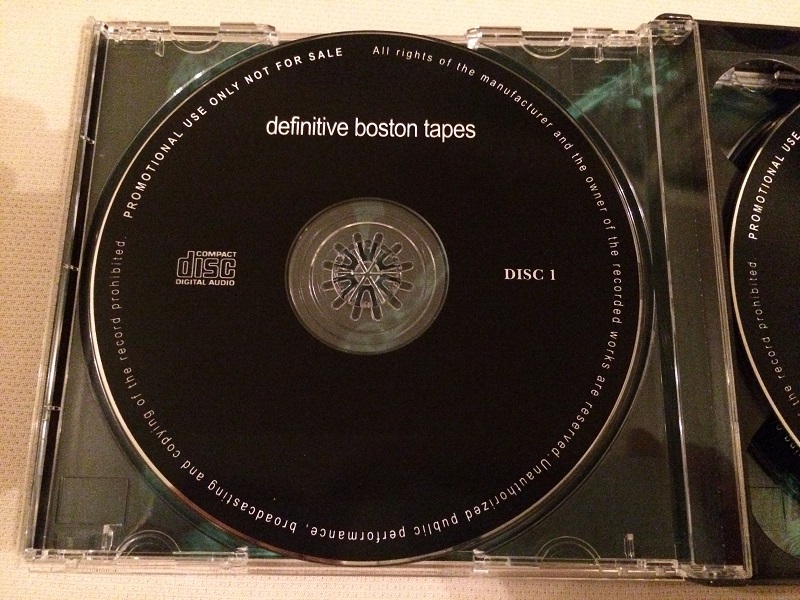 PROMOTIONAL USE ONLY NOT FOR SALE
All rights of the manufacturer and the owner of the recorded works are reserved. Unauthorized public performance, broadcasting and copying of the record prohibited.
definitive boston tapes
COMPACT
disc
DIGITAL AUDIO
DISC 1
PROMOTIONAL USE
the record prohibited.